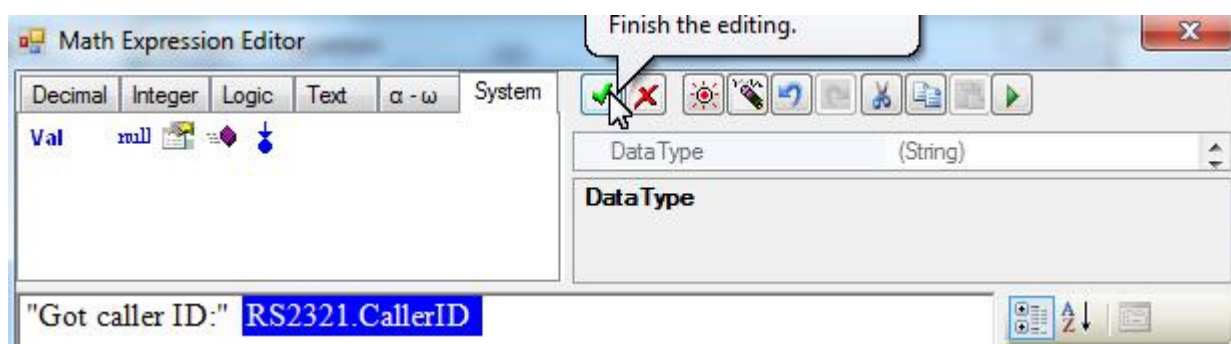 Finish the editing.
Math Expression Editor
Decimal Integer Logic Text α - ω System
Val null
DataType (String)
DataType
"Got caller ID:" RS2321.CallerID
A
Z